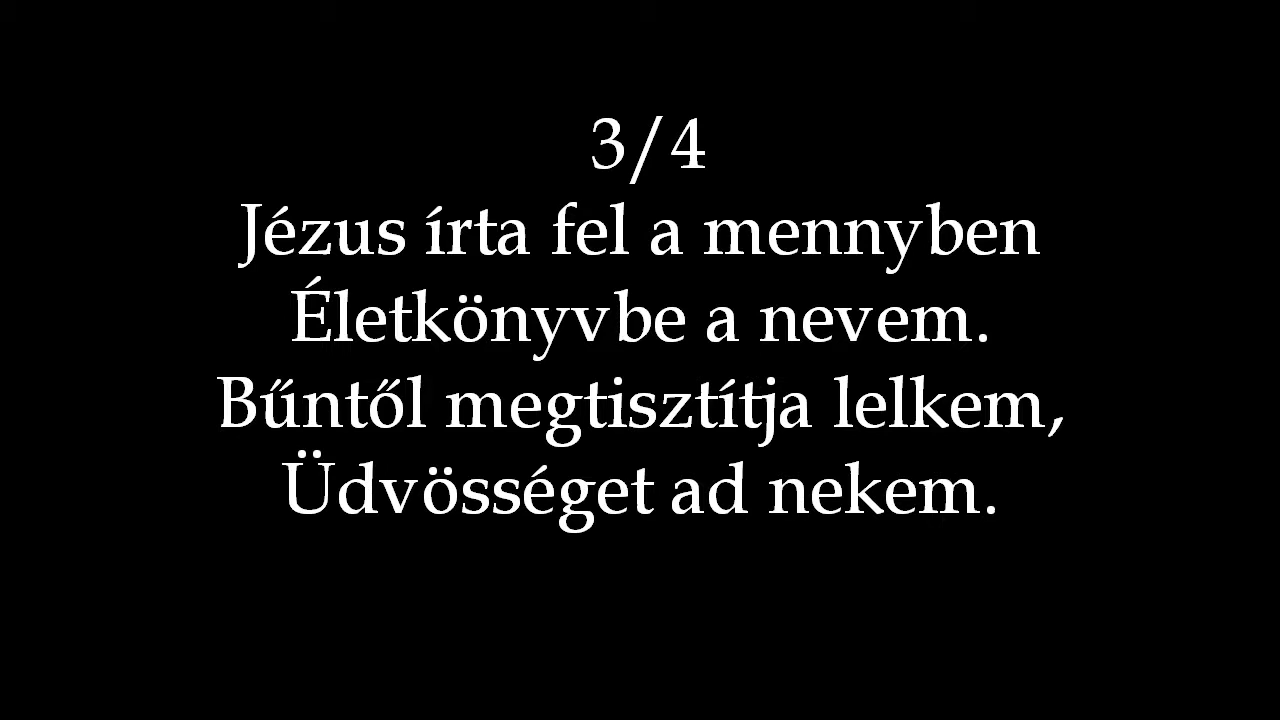 3/4
Jézus írta fel a mennyben
Életkönyvbe a nevem.
Bűntől megtisztítja lelkem,
Üdvösséget ad nekem.